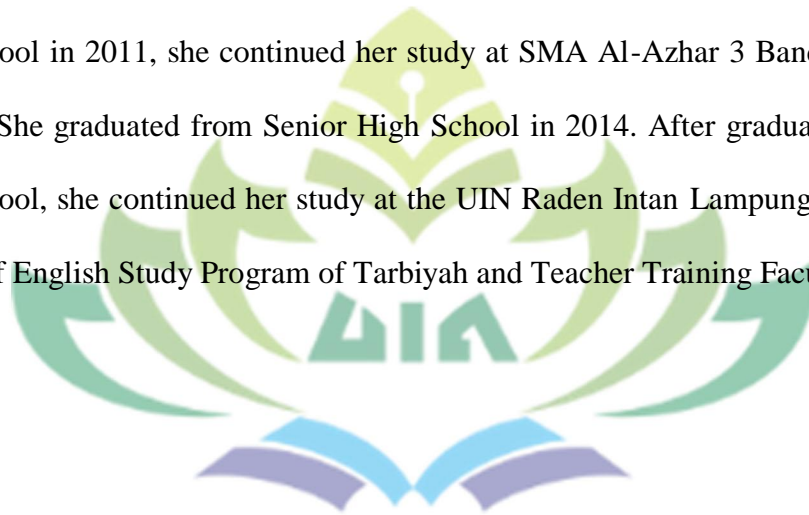 ool in 2011, she continued her study at SMA Al-Azhar 3 Ban
She graduated from Senior High School in 2014. After gradua
ool, she continued her study at the UIN Raden Intan Lampung
f English Study Program of Tarbiyah and Teacher Training Facu
UIN